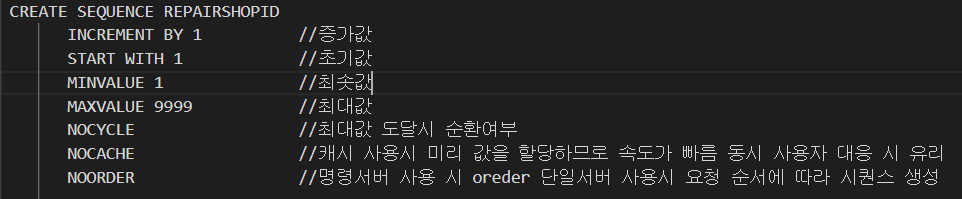 CREATE SEQUENCE REPAIRSHOPID
INCREMENT BY 1 //증가값
START WITH 1 //초기값
MINVALUE 1 //최솟값
MAXVALUE 9999 //최대값
NOCYCLE //최대값 도달시 순환여부
NOCACHE //캐시 사용시 미리 값을 할당하므로 속도가 빠름 동시 사용자 대응 시 유리
NOORDER //명령서버 사용 시 oreder 단일서버 사용시 요청 순서에 따라 시퀀스 생성